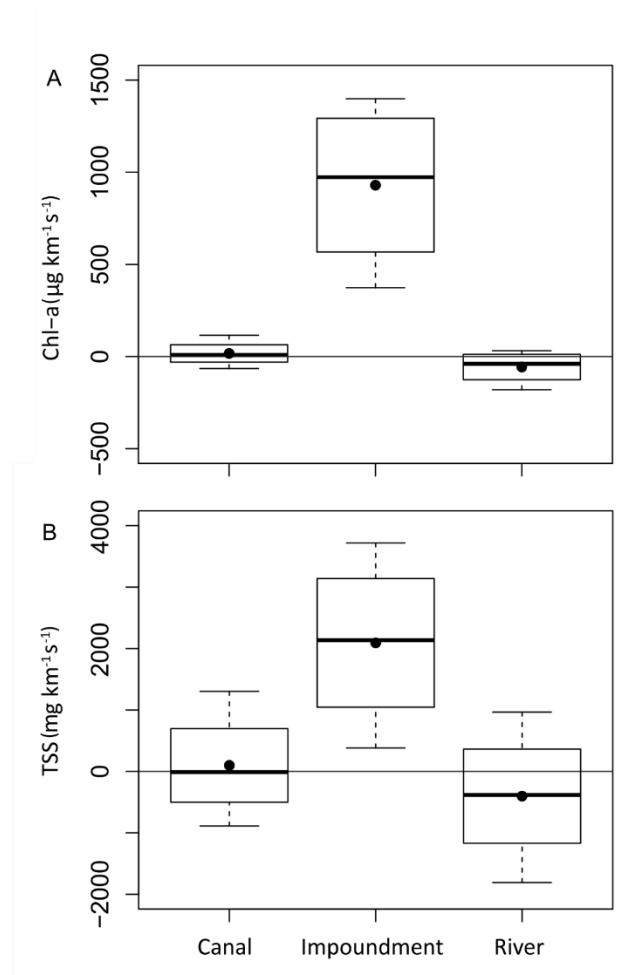 A
1500
1000
500
0
−500
Chl−a(µg km⁻¹s⁻¹)
B
4000
2000
0
−2000
TSS(mg km⁻¹s⁻¹)
Canal Impoundment River